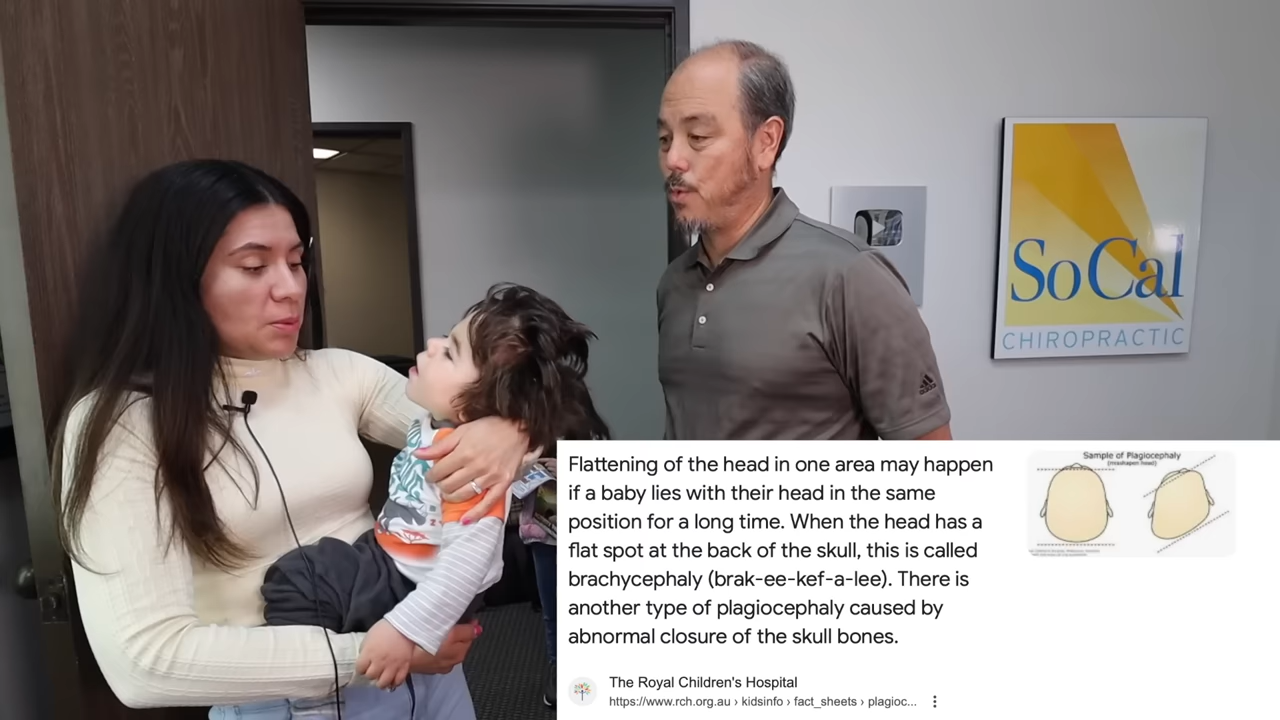 SoCal
CHIROPRACTIC
Flattening of the head in one area may happen
if a baby lies with their head in the same
position for a long time. When the head has a
flat spot at the back of the skull, this is called
brachycephaly (brak-ee-kef-a-lee). There is
another type of plagiocephaly caused by
abnormal closure of the skull bones.
Sample of Plagiocephaly
(misshapen head)
The Royal Children's Hospital
https://www.rch.org.au › kidsinfo › fact_sheets › plagioc...